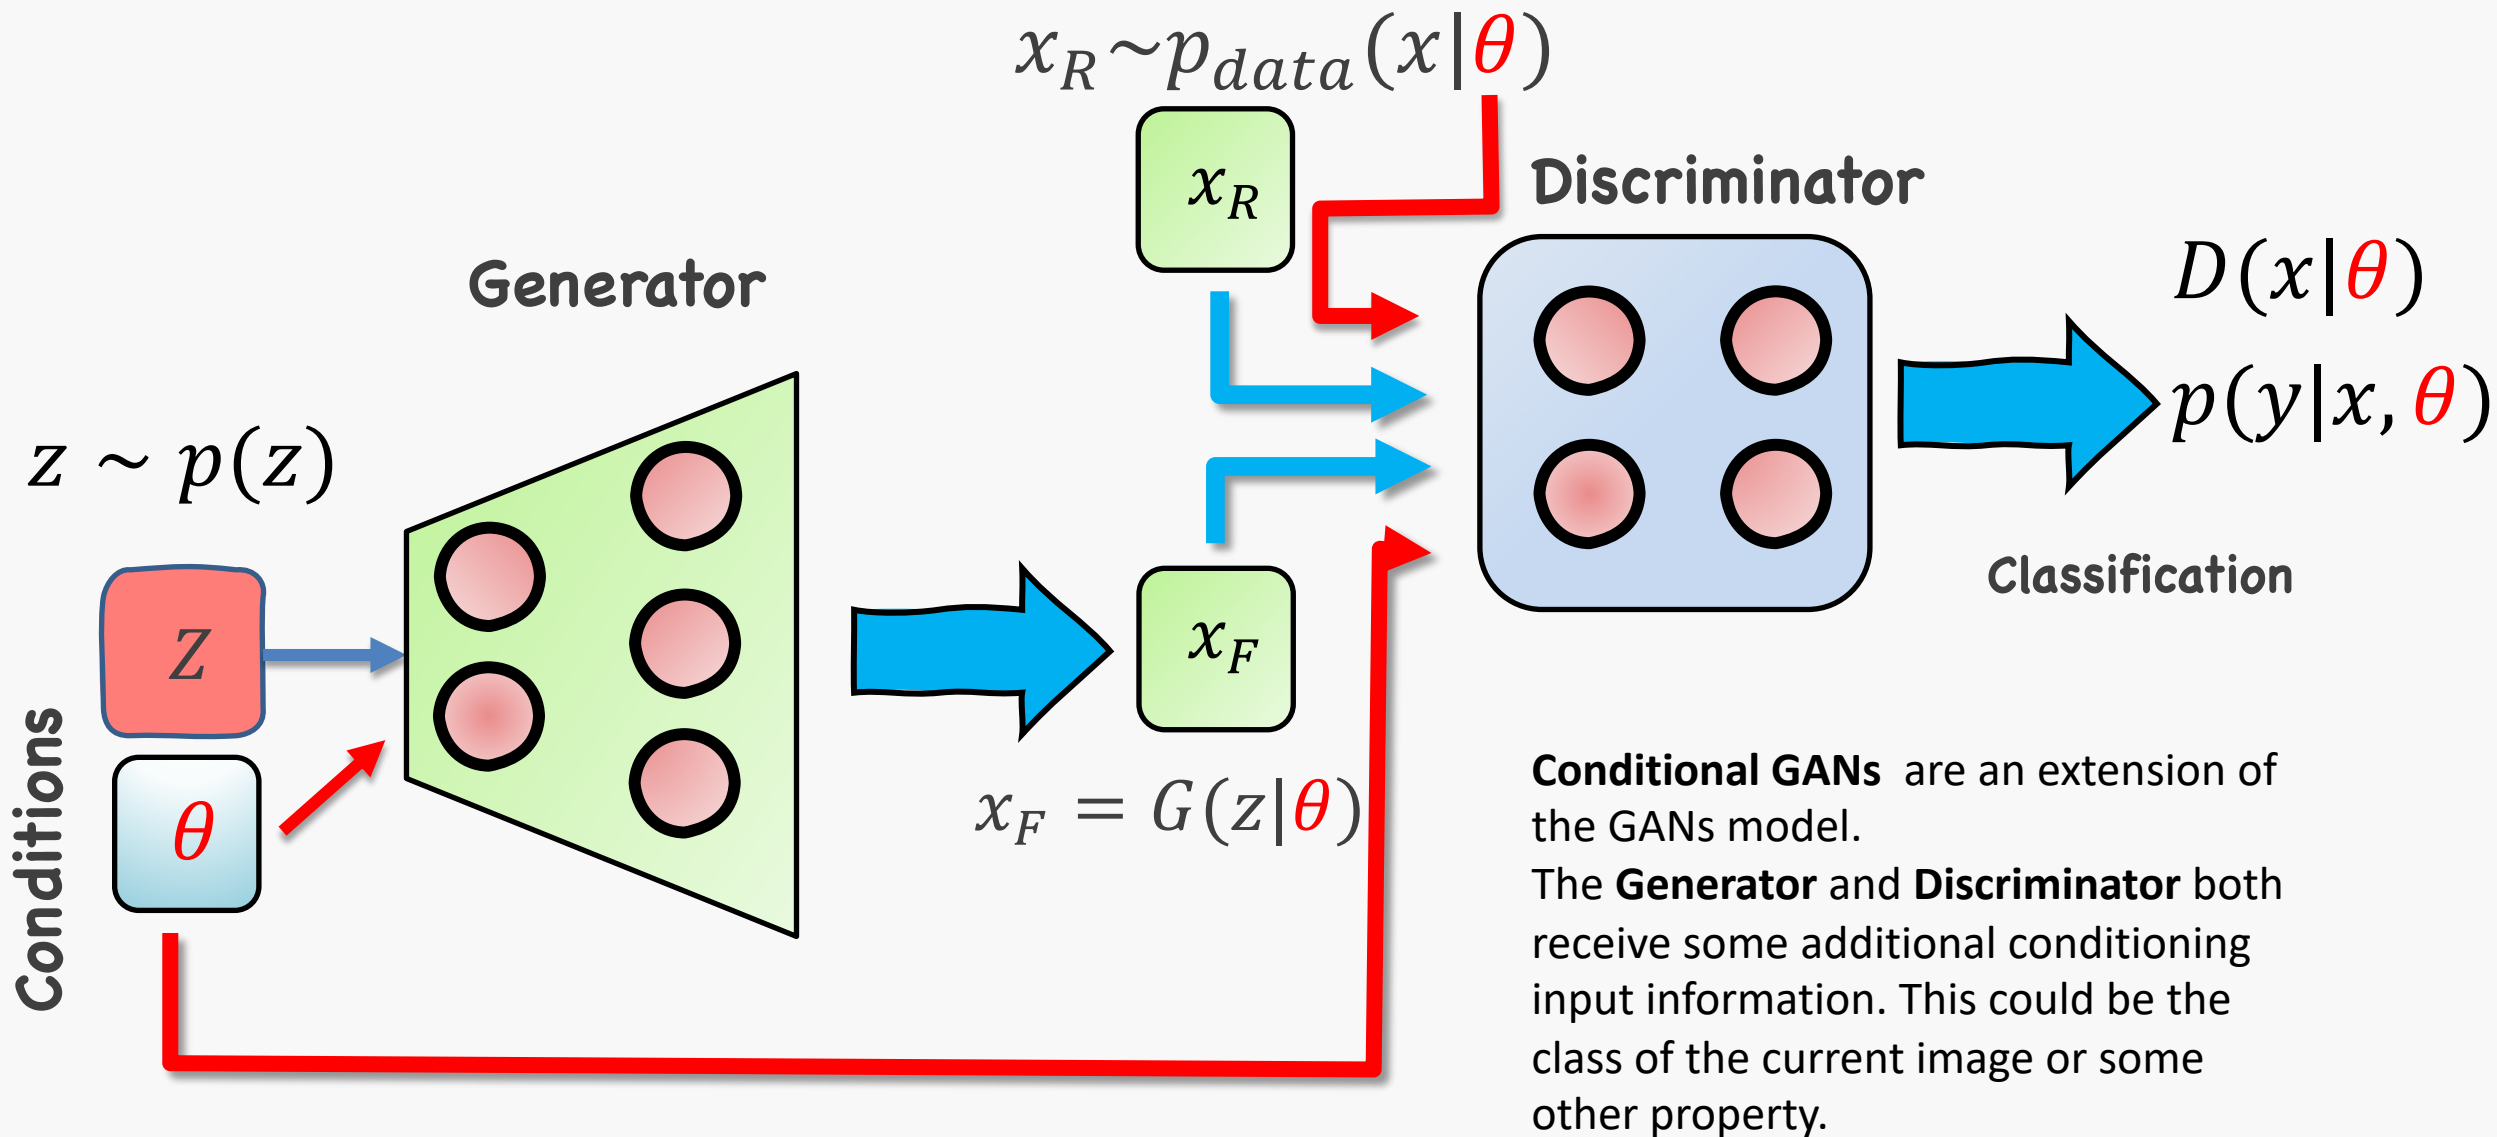 x_R~p_data(x|θ)
x_R
Discriminator
Generator
D(x|θ)
p(y|x, θ)
z ~ p(z)
Classification
Z
x_F
Conditions
θ
x_F = G(z|θ)
Conditional GANs are an extension of
the GANs model.
The Generator and Discriminator both
receive some additional conditioning
input information. This could be the
class of the current image or some
other property.